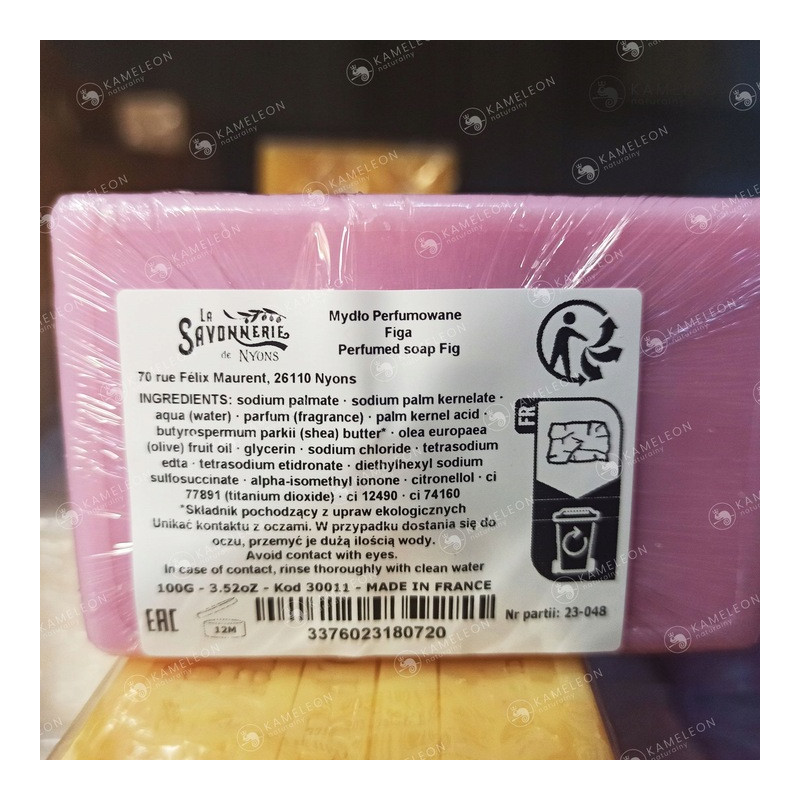 LA
SAVONNERIE
de NYONS
Mydło Perfumowane
Figa
Perfumed soap Fig
70 rue Félix Maurent, 26110 Nyons
INGREDIENTS: sodium palmate · sodium palm kernelate ·
aqua (water) · parfum (fragrance) · palm kernel acid ·
butyrospermum parkii (shea) butter* · olea europaea
(olive) fruit oil · glycerin · sodium chloride · tetrasodium
edta · tetrasodium etidronate · diethylhexyl sodium
sulfosuccinate · alpha-isomethyl ionone · citronellol · ci
77891 (titanium dioxide) · ci 12490 · ci 74160
*Składnik pochodzący z upraw ekologicznych
Unikać kontaktu z oczami. W przypadku dostania się do
oczu, przemyć je dużą ilością wody.
Avoid contact with eyes.
In case of contact, rinse thoroughly with clean water
100G - 3.52oZ - Kod 30011 - MADE IN FRANCE
EAC
12M
3376023180720
Nr partii: 23-048
FR
KAMELEON
naturalny